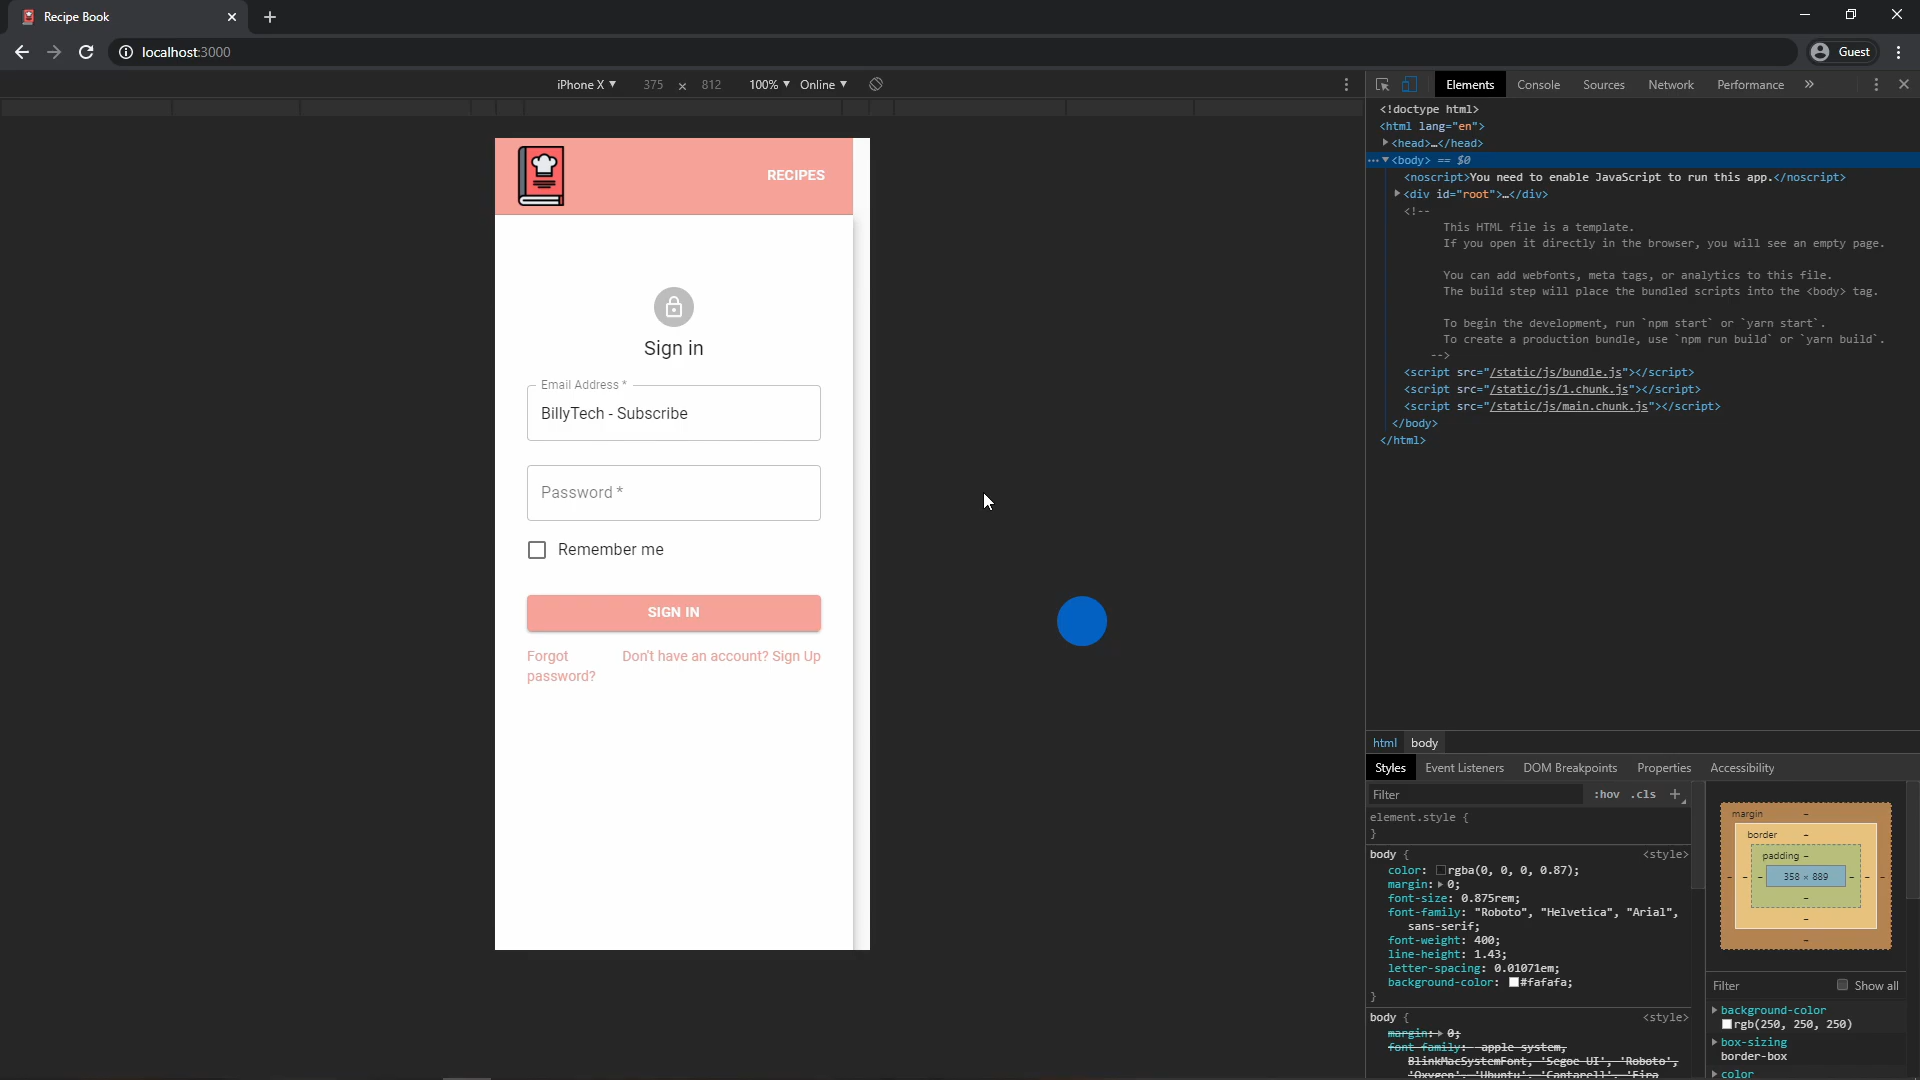 Recipe Book
localhost:3000
Guest
iPhone X 375 x 812 100% Online
Elements Console Sources Network Performance »
RECIPES
Sign in
Email Address *
BillyTech - Subscribe
Password *
Remember me
SIGN IN
Forgot password?
Don't have an account? Sign Up
<!doctype html>
<html lang="en">
<head>…</head>
<body> == $0
<noscript>You need to enable JavaScript to run this app.</noscript>
<div id="root">…</div>
<!--
This HTML file is a template.
If you open it directly in the browser, you will see an empty page.
You can add webfonts, meta tags, or analytics to this file.
The build step will place the bundled scripts into the <body> tag.
To begin the development, run `npm start` or `yarn start`.
To create a production bundle, use `npm run build` or `yarn build`.
-->
<script src="/static/js/bundle.js"></script>
<script src="/static/js/1.chunk.js"></script>
<script src="/static/js/main.chunk.js"></script>
</body>
</html>
html body
Styles Event Listeners DOM Breakpoints Properties Accessibility
Filter :hov .cls +
element.style {
}
body { <style>
color: rgba(0, 0, 0, 0.87);
margin: 0;
font-size: 0.875rem;
font-family: "Roboto", "Helvetica", "Arial",
sans-serif;
font-weight: 400;
line-height: 1.43;
letter-spacing: 0.01071em;
background-color: #fafafa;
}
body { <style>
margin: 0;
font-family: -apple-system,
BlinkMacSystemFont, 'Segoe UI', 'Roboto',
'Oxygen', 'Ubuntu', 'Cantarell', 'Fira
margin -
border -
padding -
358 × 889
Filter Show all
background-color
rgb(250, 250, 250)
box-sizing
border-box
color